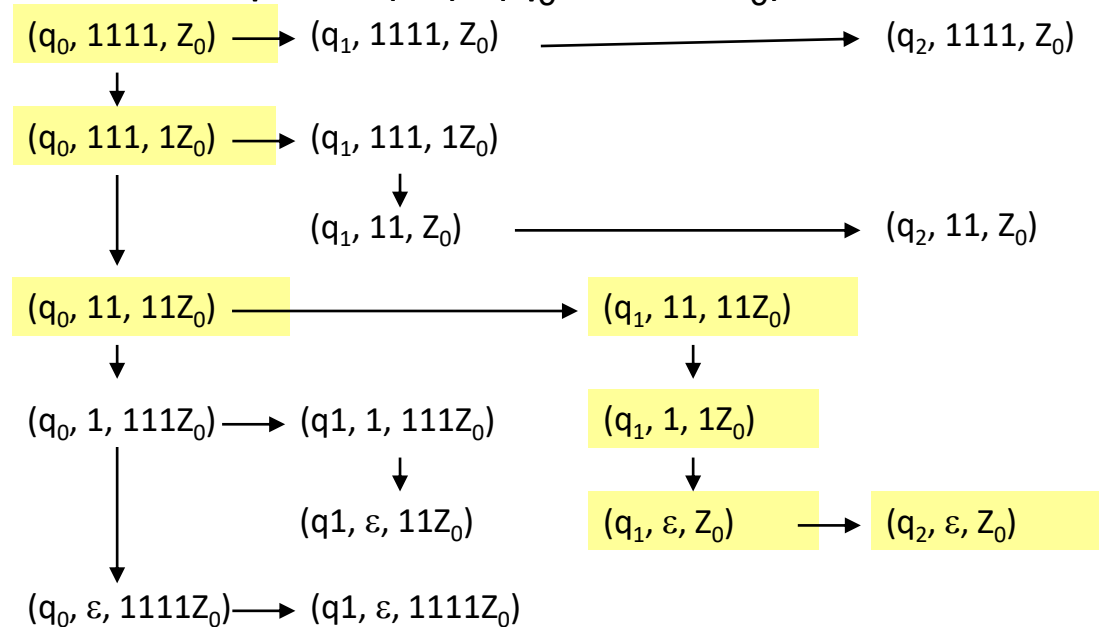 (q₀, 1111, Z₀) (q₁, 1111, Z₀) (q₂, 1111, Z₀)
(q₀, 111, 1Z₀) (q₁, 111, 1Z₀)
(q₁, 11, Z₀) (q₂, 11, Z₀)
(q₀, 11, 11Z₀) (q₁, 11, 11Z₀)
(q₀, 1, 111Z₀) (q1, 1, 111Z₀) (q₁, 1, 1Z₀)
(q1, ε, 11Z₀) (q₁, ε, Z₀) (q₂, ε, Z₀)
(q₀, ε, 1111Z₀) (q1, ε, 1111Z₀)